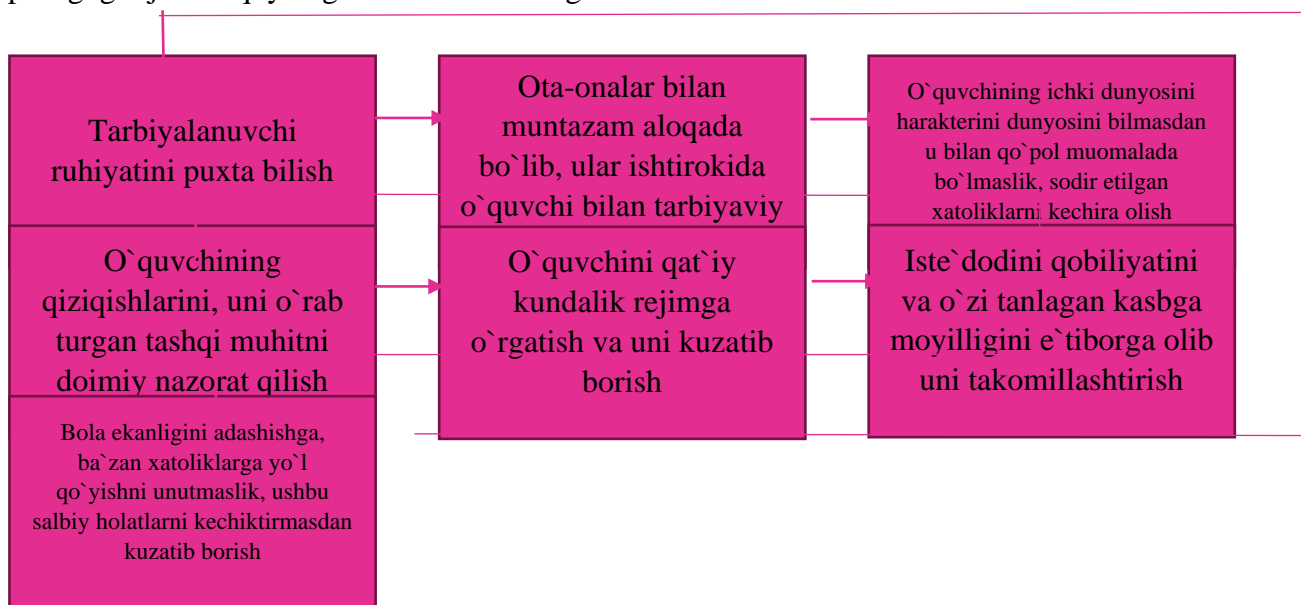 Tarbiyalanuvchi
ruhiyatini puxta bilish
Ota-onalar bilan
muntazam aloqada
bo`lib, ular ishtirokida
o`quvchi bilan tarbiyaviy
O`quvchining ichki dunyosini
harakterini dunyosini bilmasdan
u bilan qo`pol muomalada
bo`lmaslik, sodir etilgan
xatoliklarni kechira olish
O`quvchining
qiziqishlarini, uni o`rab
turgan tashqi muhitni
doimiy nazorat qilish
O`quvchini qat`iy
kundalik rejimga
o`rgatish va uni kuzatib
borish
Iste`dodini qobiliyatini
va o`zi tanlagan kasbga
moyilligini e`tiborga olib
uni takomillashtirish
Bola ekanligini adashishga,
ba`zan xatoliklarga yo`l
qo`yishni unutmaslik, ushbu
salbiy holatlarni kechiktirmasdan
kuzatib borish